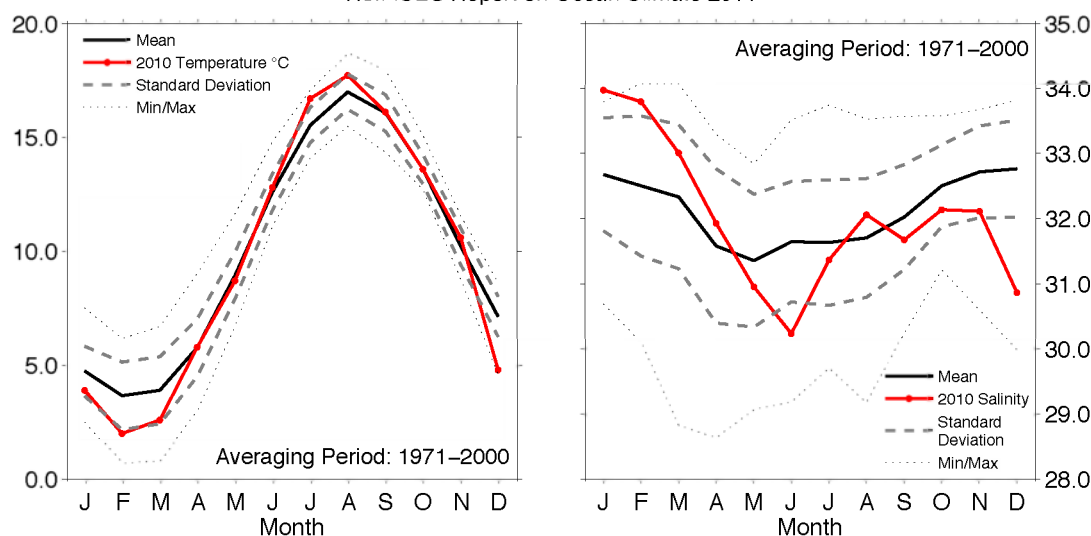 20.0
15.0
10.0
5.0
0.0
Mean
2010 Temperature °C
Standard Deviation
Min/Max
Averaging Period: 1971–2000
J F M A M J J A S O N D
Month
Averaging Period: 1971–2000
35.0
34.0
33.0
32.0
31.0
30.0
29.0
28.0
Mean
2010 Salinity
Standard
Deviation
Min/Max
J F M A M J J A S O N D
Month